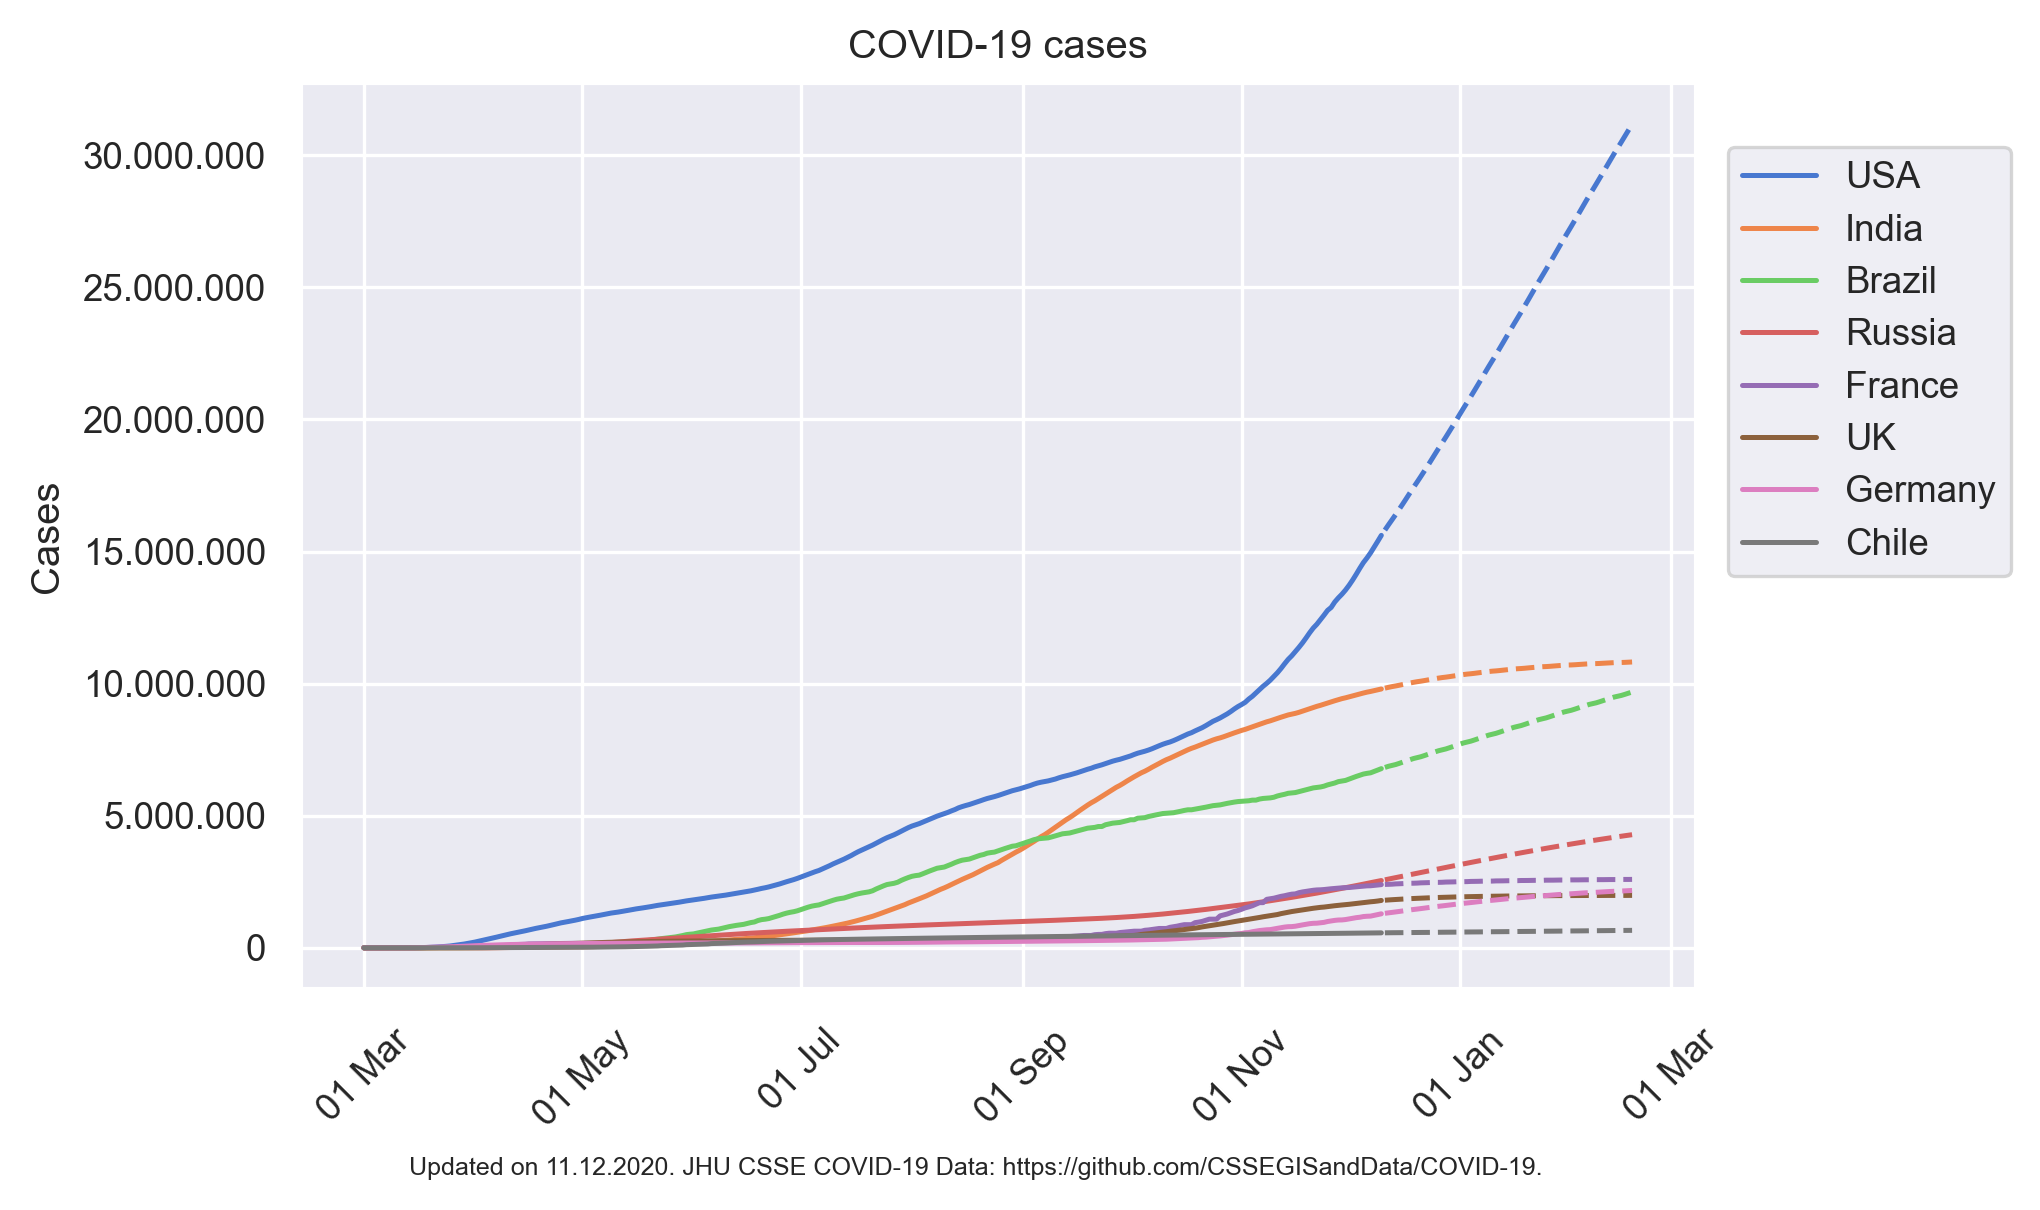 COVID-19 cases
30.000.000
25.000.000
20.000.000
15.000.000
10.000.000
5.000.000
0
Cases
01 Mar
01 May
01 Jul
01 Sep
01 Nov
01 Jan
01 Mar
USA
India
Brazil
Russia
France
UK
Germany
Chile
Updated on 11.12.2020. JHU CSSE COVID-19 Data: https://github.com/CSSEGISandData/COVID-19.